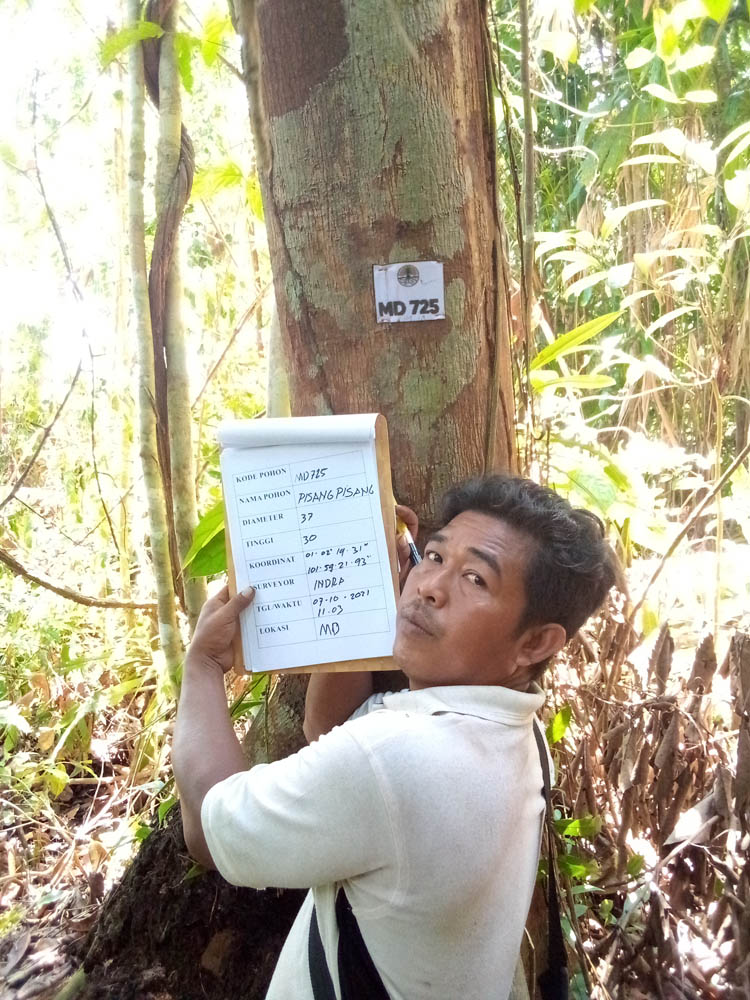 MD 725
KODE POHON MD725
NAMA POHON PISANG PISANG
DIAMETER 37
TINGGI 30
KOORDINAT 01·02'19·31"
101·59·21·93"
SURVEYOR INDRA
TGL/WAKTU 07-10-2021
11.03
LOKASI MB